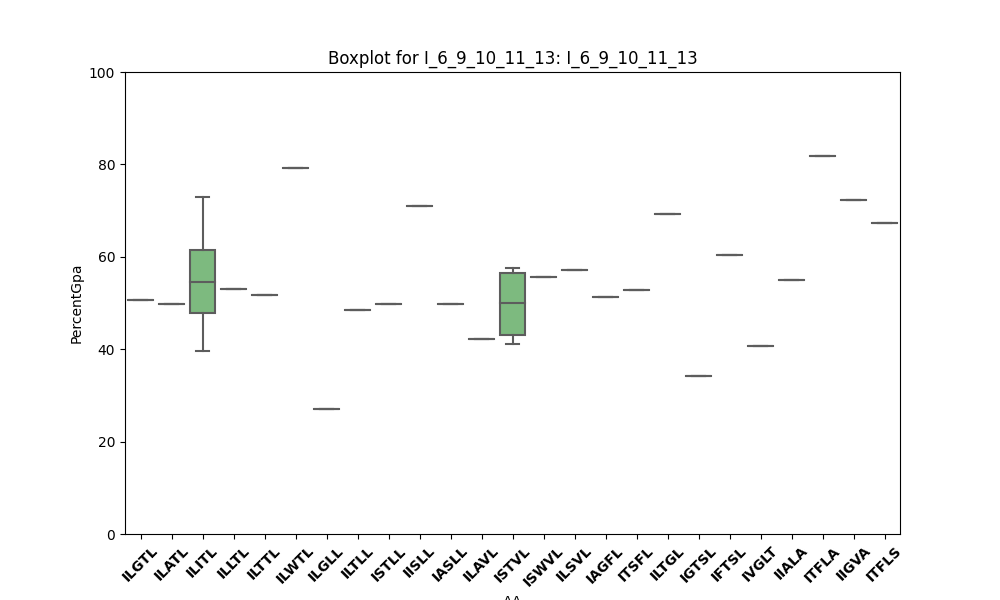 Boxplot for I_6_9_10_11_13: I_6_9_10_11_13
PercentGpa
100
80
60
40
20
0
ILGTL
ILATL
ILITL
ILLTL
ILTTL
ILWTL
ILGLL
ILTLL
ISTLL
IISLL
IASLL
ILAVL
ISTVL
ISWVL
ILSVL
IAGFL
ITSFL
ILTGL
IGTSL
IFTSL
IVGLT
IIALA
ITFLA
IIGVA
ITFLS
AA